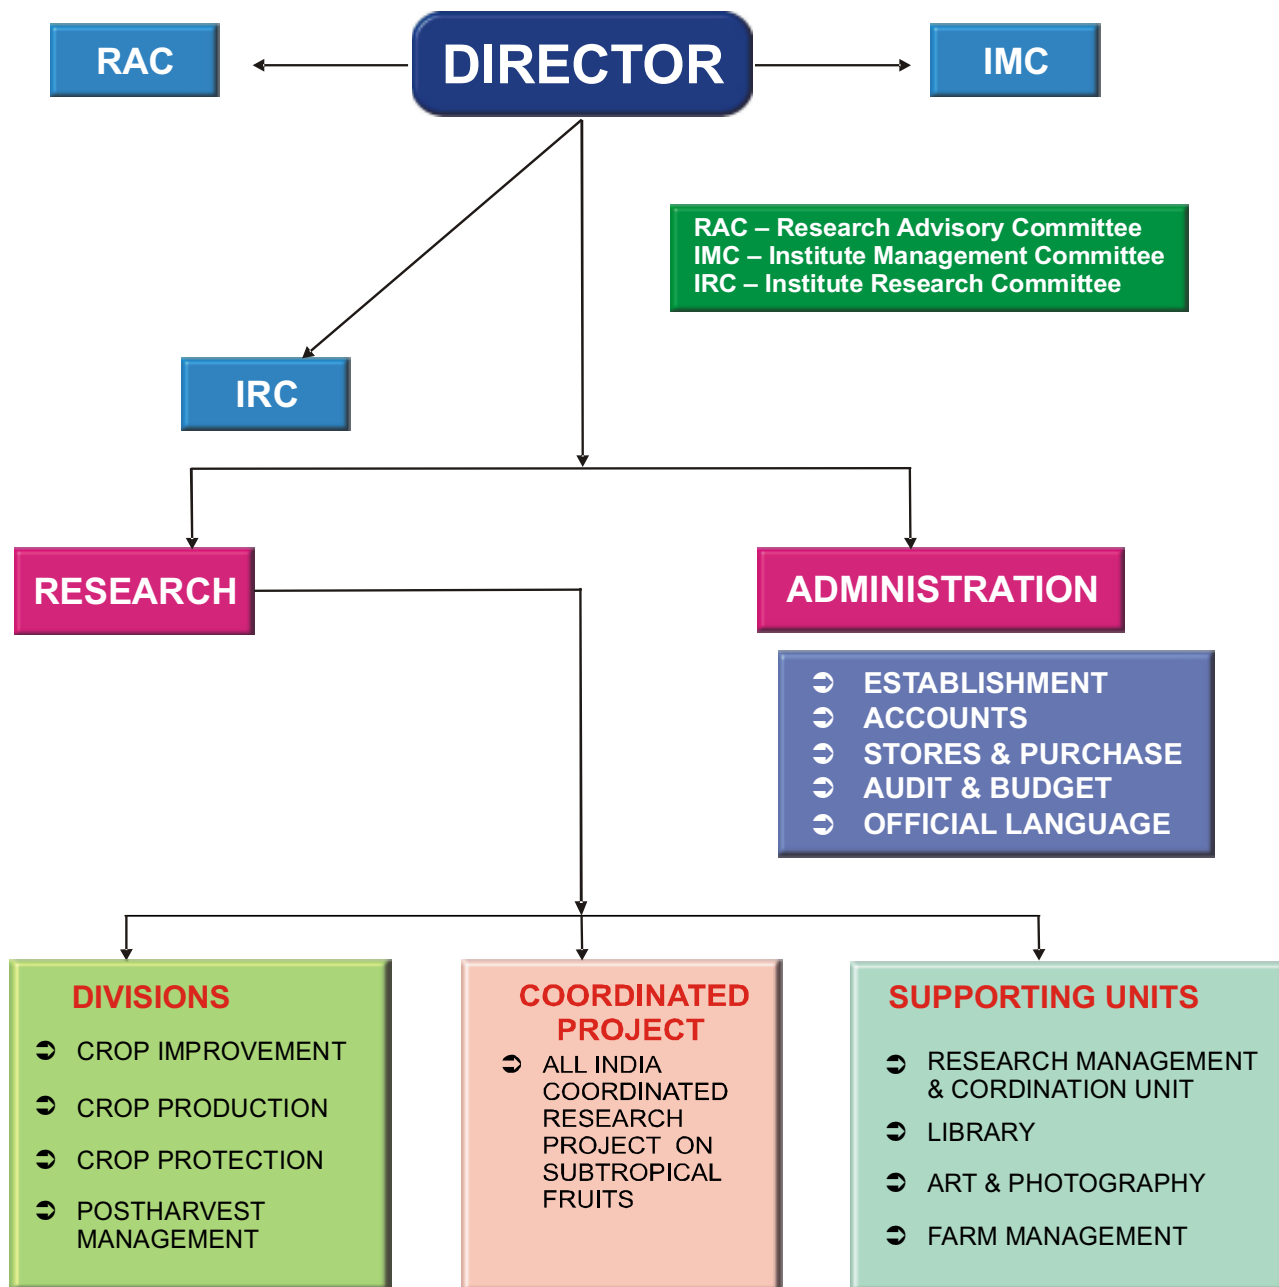 RAC
DIRECTOR
IMC
RAC – Research Advisory Committee
IMC – Institute Management Committee
IRC – Institute Research Committee
IRC
RESEARCH
ADMINISTRATION
➲ ESTABLISHMENT
➲ ACCOUNTS
➲ STORES & PURCHASE
➲ AUDIT & BUDGET
➲ OFFICIAL LANGUAGE
DIVISIONS
➲ CROP IMPROVEMENT
➲ CROP PRODUCTION
➲ CROP PROTECTION
➲ POSTHARVEST
MANAGEMENT
COORDINATED
PROJECT
➲ ALL INDIA
COORDINATED
RESEARCH
PROJECT ON
SUBTROPICAL
FRUITS
SUPPORTING UNITS
➲ RESEARCH MANAGEMENT
& CORDINATION UNIT
➲ LIBRARY
➲ ART & PHOTOGRAPHY
➲ FARM MANAGEMENT